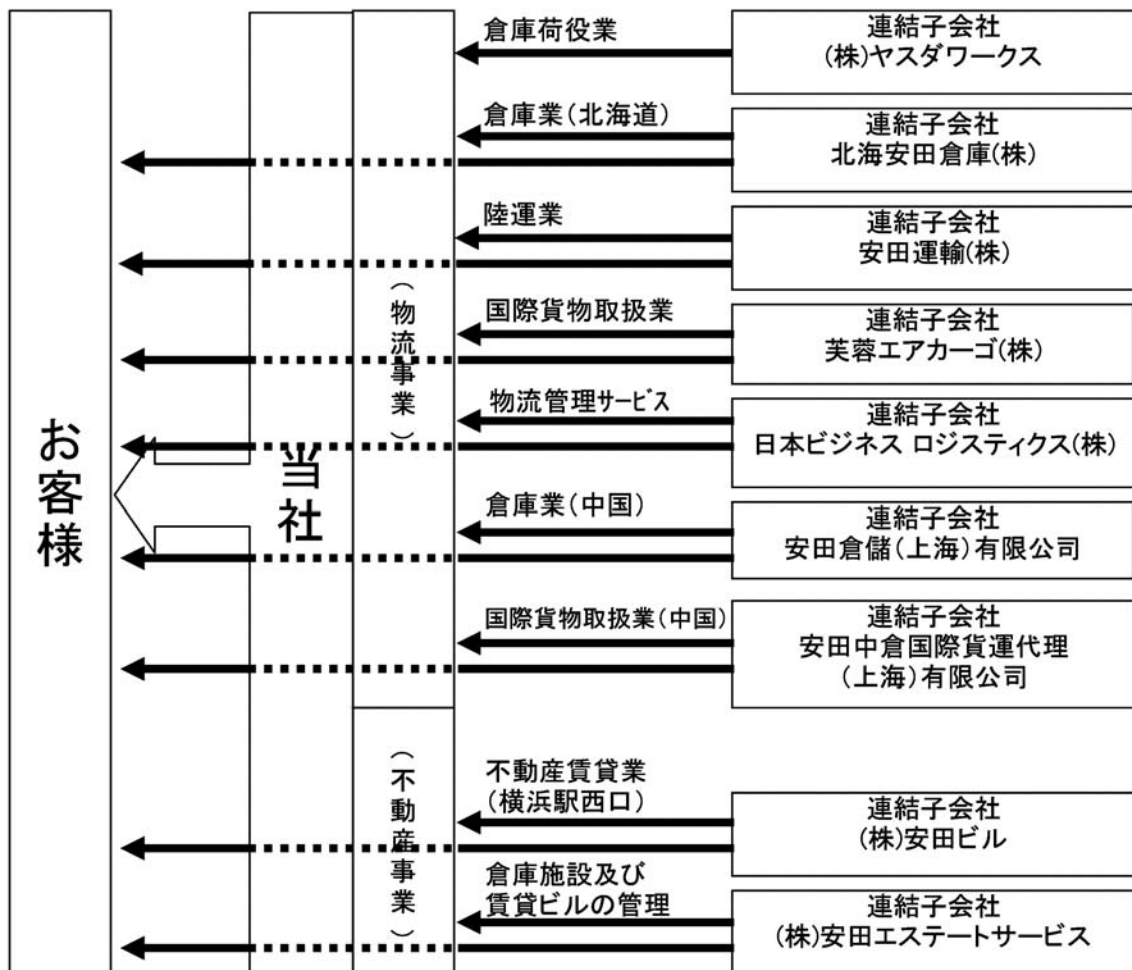 お客様
当社
(物流事業)
(不動産事業)
倉庫荷役業
連結子会社
(株)ヤスダワークス
倉庫業(北海道)
連結子会社
北海安田倉庫(株)
陸運業
連結子会社
安田運輸(株)
国際貨物取扱業
連結子会社
芙蓉エアカーゴ(株)
物流管理サービス
連結子会社
日本ビジネス ロジスティクス(株)
倉庫業(中国)
連結子会社
安田倉儲(上海)有限公司
国際貨物取扱業(中国)
連結子会社
安田中倉国際貨運代理
(上海)有限公司
不動産賃貸業
(横浜駅西口)
連結子会社
(株)安田ビル
倉庫施設及び
賃貸ビルの管理
連結子会社
(株)安田エステートサービス